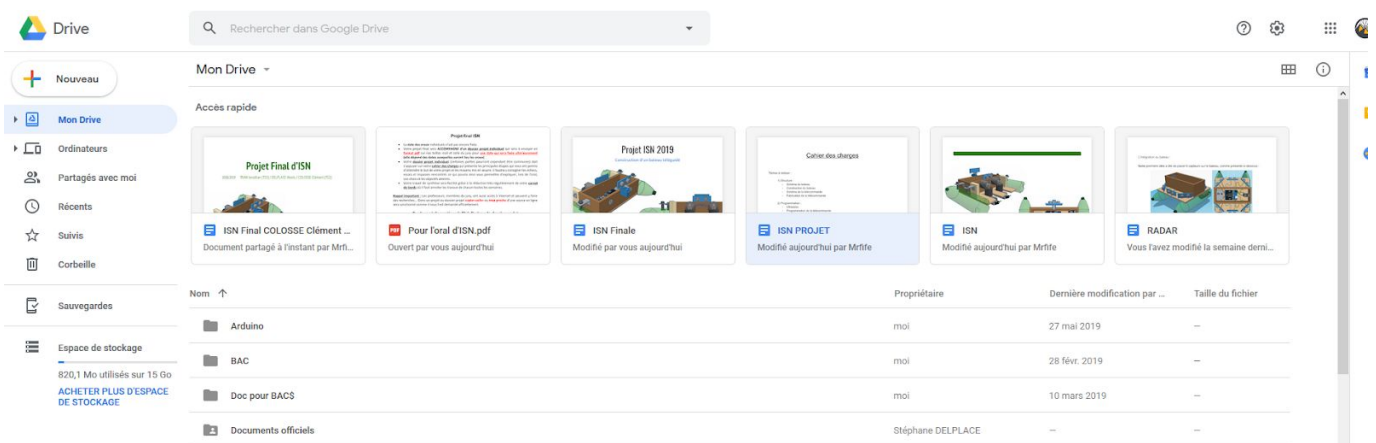 Drive
Rechercher dans Google Drive
Nouveau
Mon Drive
Ordinateurs
Partagés avec moi
Récents
Suivis
Corbeille
Sauvegardes
Espace de stockage
820,1 Mo utilisés sur 15 Go
ACHETER PLUS D'ESPACE
DE STOCKAGE
Mon Drive
Accès rapide
Projet Final d'ISN
ISN Final COLOSSE Clément ...
Document partagé à l'instant par Mrfi...
Projet final ISN
Pour l'oral d'ISN.pdf
Ouvert par vous aujourd'hui
Projet ISN 2019
ISN Finale
Modifié par vous aujourd'hui
Cahier des charges
ISN PROJET
Modifié aujourd'hui par Mrfife
ISN
Modifié aujourd'hui par Mrfife
RADAR
Vous l'avez modifié la semaine derni...
Nom Propriétaire Dernière modification par ... Taille du fichier
Arduino moi 27 mai 2019 —
BAC moi 28 févr. 2019 —
Doc pour BAC$ moi 10 mars 2019 —
Documents officiels Stéphane DELPLACE — —